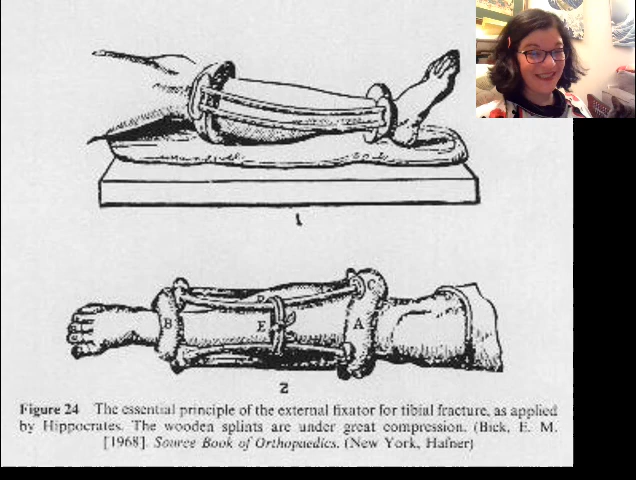 1
B
D
E
A
C
2
Figure 24 The essential principle of the external fixator for tibial fracture, as applied
by Hippocrates. The wooden splints are under great compression. (Bick, E. M.
[1968]. Source Book of Orthopaedics. (New York, Hafner)